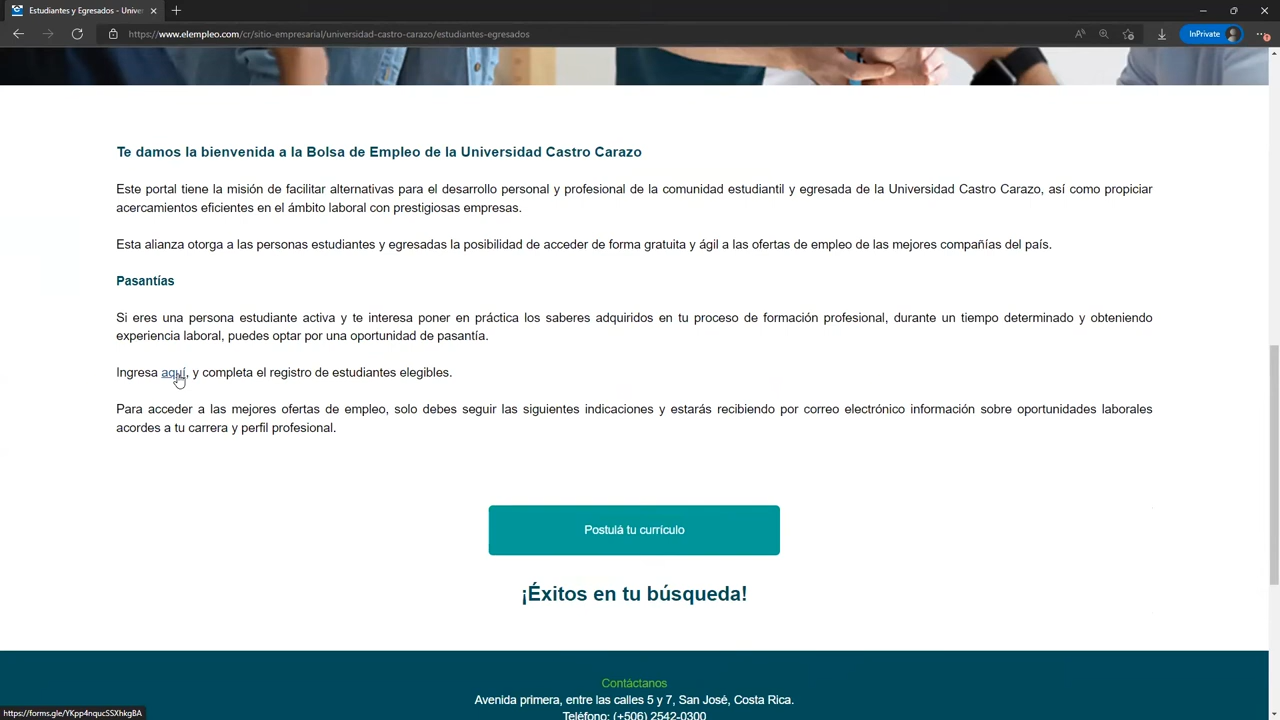 Estudiantes y Egresados - Univer
https://www.elempleo.com/cr/sitio-empresarial/universidad-castro-carazo/estudiantes-egresados
InPrivate
Te damos la bienvenida a la Bolsa de Empleo de la Universidad Castro Carazo
Este portal tiene la misión de facilitar alternativas para el desarrollo personal y profesional de la comunidad estudiantil y egresada de la Universidad Castro Carazo, así como propiciar
acercamientos eficientes en el ámbito laboral con prestigiosas empresas.
Esta alianza otorga a las personas estudiantes y egresadas la posibilidad de acceder de forma gratuita y ágil a las ofertas de empleo de las mejores compañías del país.
Pasantías
Si eres una persona estudiante activa y te interesa poner en práctica los saberes adquiridos en tu proceso de formación profesional, durante un tiempo determinado y obteniendo
experiencia laboral, puedes optar por una oportunidad de pasantía.
Ingresa aquí, y completa el registro de estudiantes elegibles.
Para acceder a las mejores ofertas de empleo, solo debes seguir las siguientes indicaciones y estarás recibiendo por correo electrónico información sobre oportunidades laborales
acordes a tu carrera y perfil profesional.
Postulá tu currículo
¡Éxitos en tu búsqueda!
Contáctanos
Avenida primera, entre las calles 5 y 7, San José, Costa Rica.
Teléfono: (+506) 2542-0300
https://forms.gle/YKpp4nqucSSXhkgBA